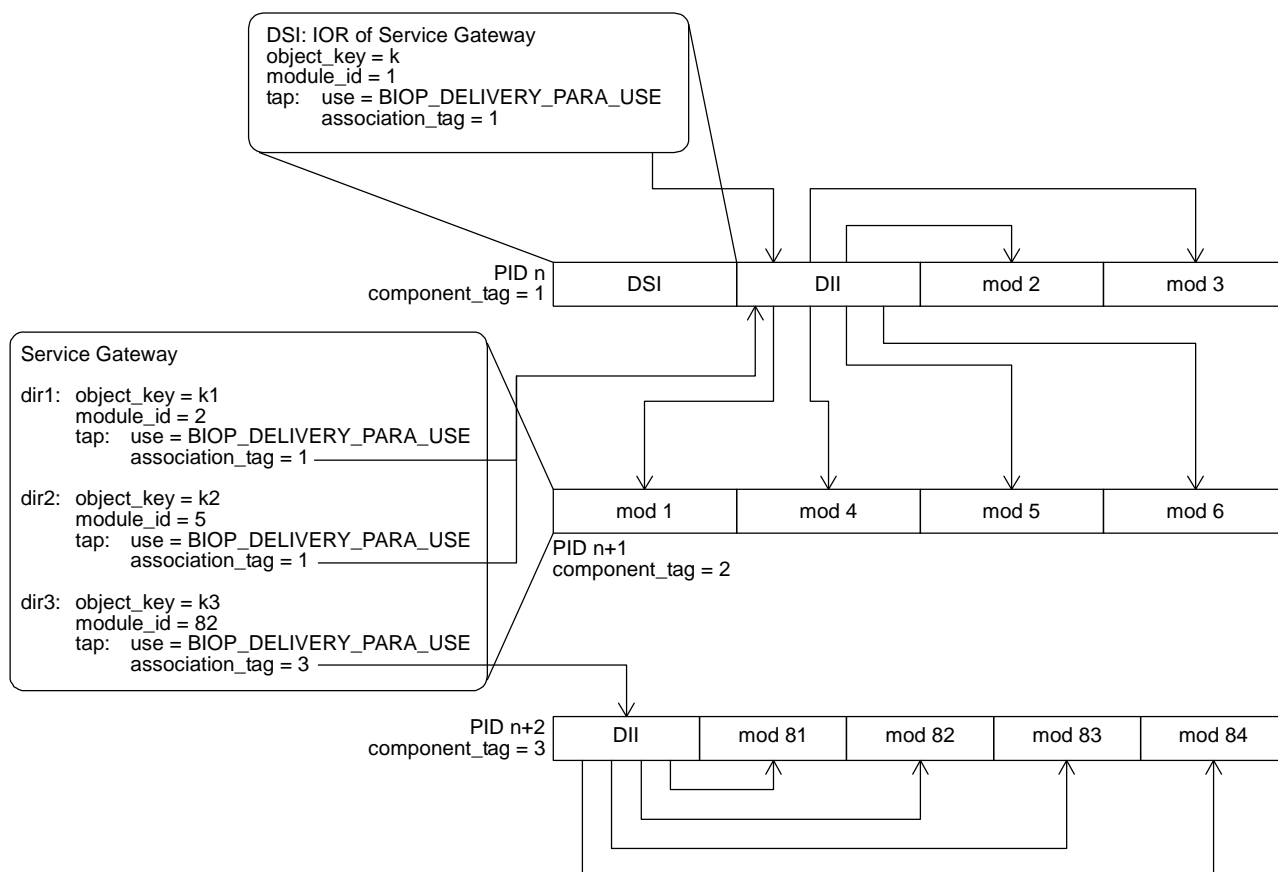 DSI: IOR of Service Gateway
object_key = k
module_id = 1
tap: use = BIOP_DELIVERY_PARA_USE
association_tag = 1
PID n
component_tag = 1
DSI
DII
mod 2
mod 3
Service Gateway
dir1: object_key = k1
module_id = 2
tap: use = BIOP_DELIVERY_PARA_USE
association_tag = 1
dir2: object_key = k2
module_id = 5
tap: use = BIOP_DELIVERY_PARA_USE
association_tag = 1
dir3: object_key = k3
module_id = 82
tap: use = BIOP_DELIVERY_PARA_USE
association_tag = 3
mod 1
mod 4
mod 5
mod 6
PID n+1
component_tag = 2
PID n+2
component_tag = 3
DII
mod 81
mod 82
mod 83
mod 84